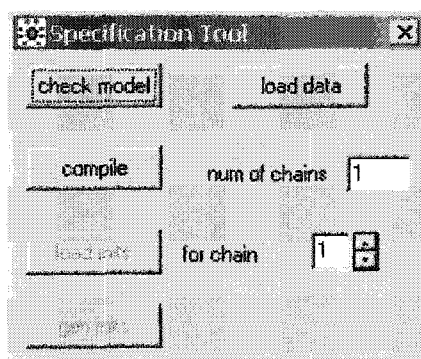 Specification Tool
check model load data
compile num of chains 1
load inits for chain 1
gen inits